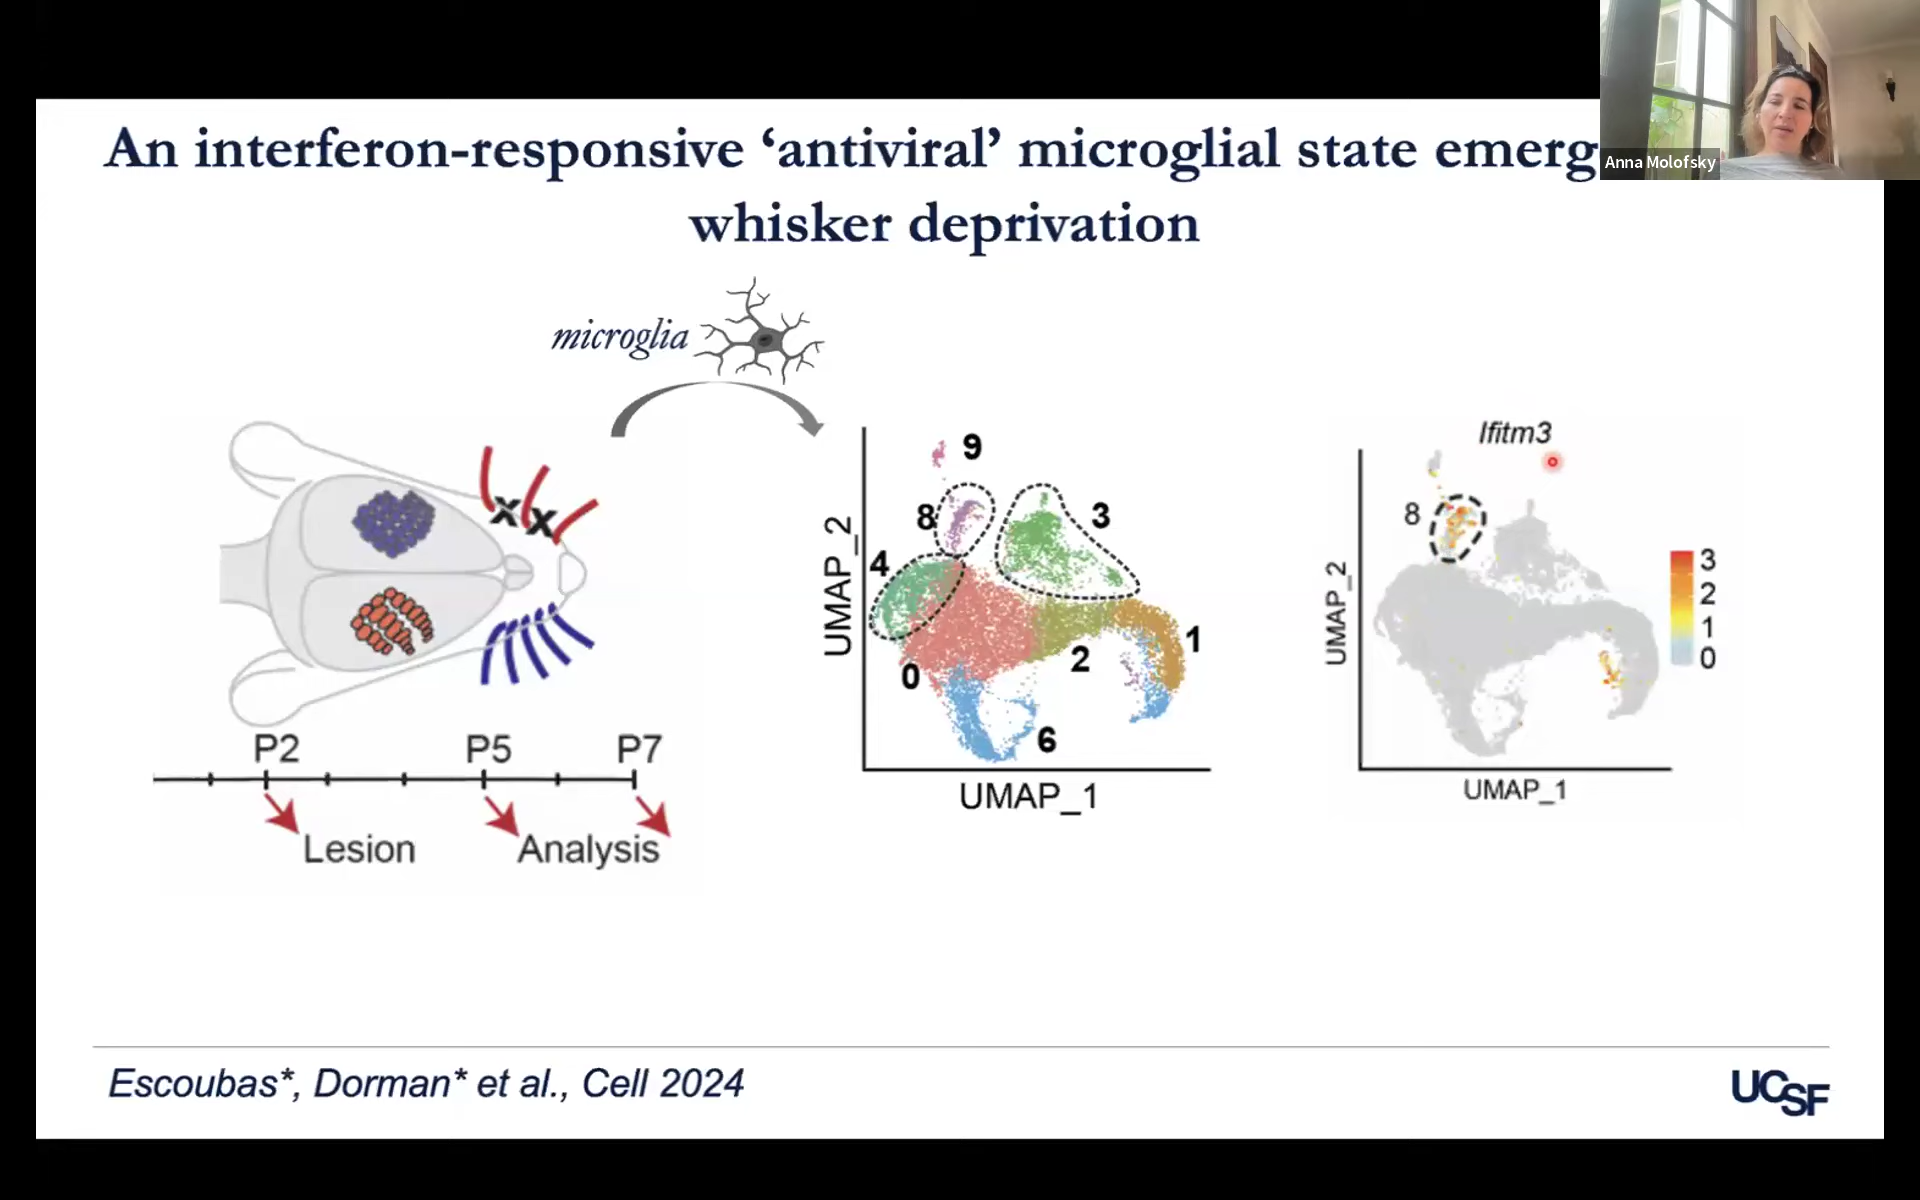 An interferon-responsive ‘antiviral’ microglial state emerg
whisker deprivation
Anna Molofsky
microglia
P2
P5
P7
Lesion
Analysis
9
8
3
4
1
2
0
6
UMAP_2
UMAP_1
Ifitm3
8
3
2
1
0
UMAP_2
UMAP_1
Escoubas*, Dorman* et al., Cell 2024
UCSF